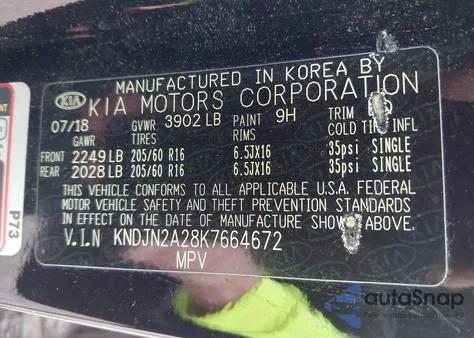 MANUFACTURED IN KOREA BY
KIA KIA MOTORS CORPORATION
07/18 GVWR 3902 LB PAINT 9H TRIM
GAWR TIRES RIMS COLD TIRE INFL
FRONT 2249 LB 205/60 R16 6.5JX16 35psi SINGLE
REAR 2028 LB 205/60 R16 6.5JX16 35psi SINGLE
THIS VEHICLE CONFORMS TO ALL APPLICABLE U.S.A. FEDERAL
MOTOR VEHICLE SAFETY AND THEFT PREVENTION STANDARDS
IN EFFECT ON THE DATE OF MANUFACTURE SHOWN ABOVE.
V.I.N KNDJN2A28K7664672
MPV
P73
autoSnap